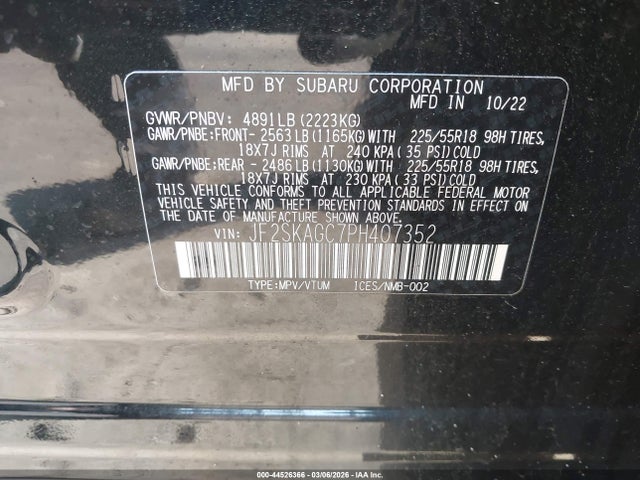 MFD BY SUBARU CORPORATION
MFD IN 10/22
GVWR/PNBV: 4891LB(2223KG)
GAWR/PNBE:FRONT- 2563LB(1165KG)WITH 225/55R18 98H TIRES,
18X7J RIMS AT 240 KPA( 35 PSI)COLD
GAWR/PNBE:REAR - 2486LB(1130KG)WITH 225/55R18 98H TIRES,
18X7J RIMS AT 230 KPA( 33 PSI)COLD
THIS VEHICLE CONFORMS TO ALL APPLICABLE FEDERAL MOTOR
VEHICLE SAFETY AND THEFT PREVENTION STANDARDS IN EFFECT
ON THE DATE OF MANUFACTURE SHOWN ABOVE.
VIN: JF2SKAGC7PH407352
TYPE:MPV/VTUM ICES/NMB-002
000-44526366 - 03/06/2026 - IAA Inc.